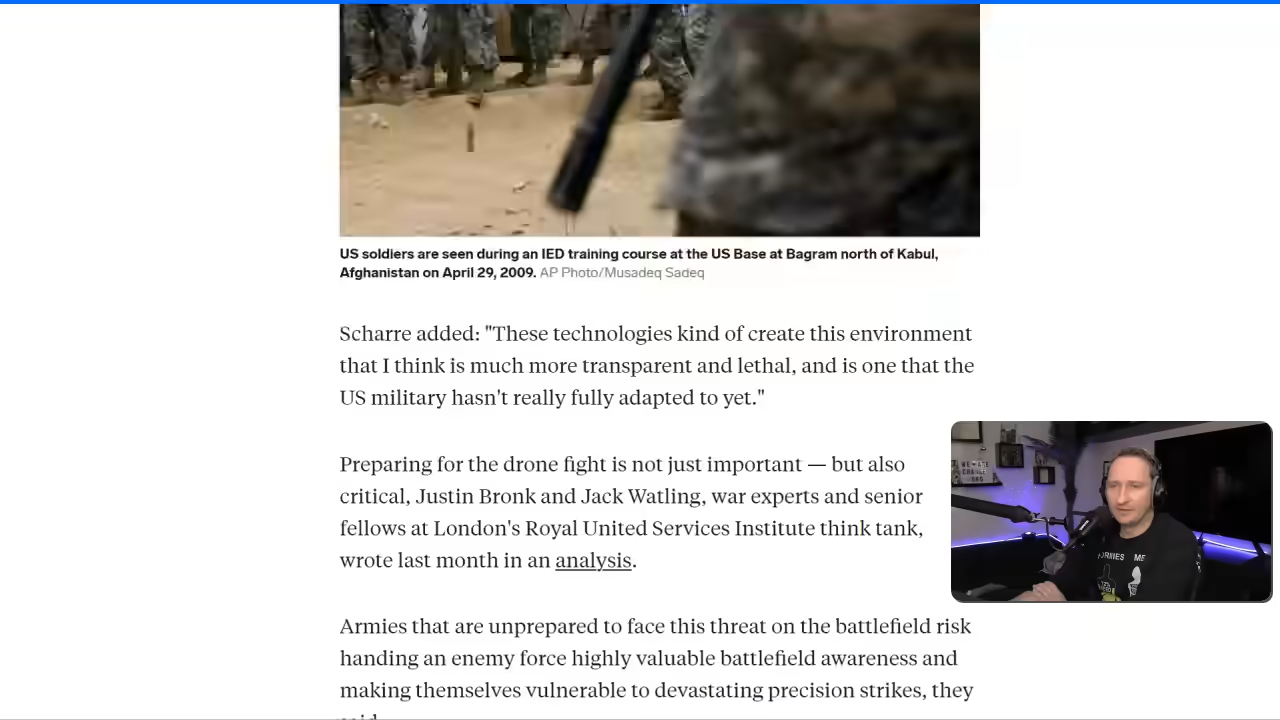 US soldiers are seen during an IED training course at the US Base at Bagram north of Kabul,
Afghanistan on April 29, 2009. AP Photo/Musadeq Sadeq
Scharre added: "These technologies kind of create this environment
that I think is much more transparent and lethal, and is one that the
US military hasn't really fully adapted to yet."
Preparing for the drone fight is not just important — but also
critical, Justin Bronk and Jack Watling, war experts and senior
fellows at London's Royal United Services Institute think tank,
wrote last month in an analysis.
WE ARE
CHANGE
.ORG
ME
Armies that are unprepared to face this threat on the battlefield risk
handing an enemy force highly valuable battlefield awareness and
making themselves vulnerable to devastating precision strikes, they